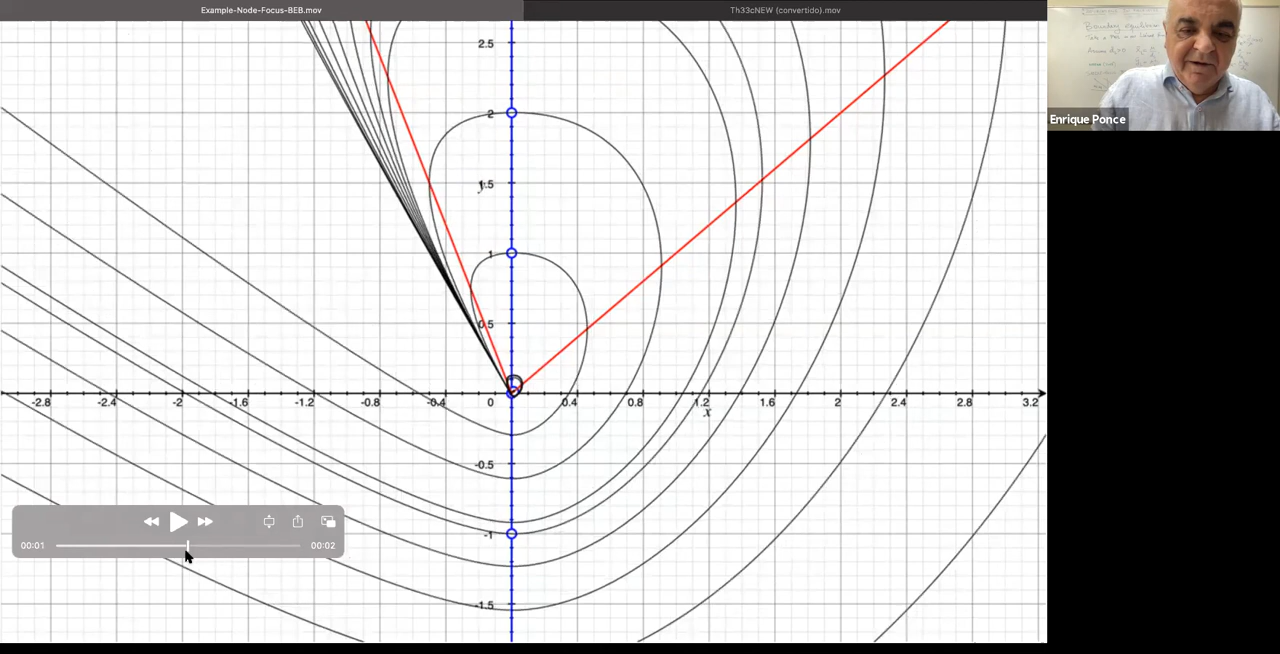 Example-Node-Focus-BEB.mov
Th33cNEW (convertido).mov
2.5
2
y
1.5
1
0.5
-2.8 -2.4 -2 -1.6 -1.2 -0.8 -0.4 0 0.4 0.8 1.2 1.6 2 2.4 2.8 3.2
x
-0.5
-1
-1.5
00:01
00:02
Boundary equilibri
Enrique Ponce